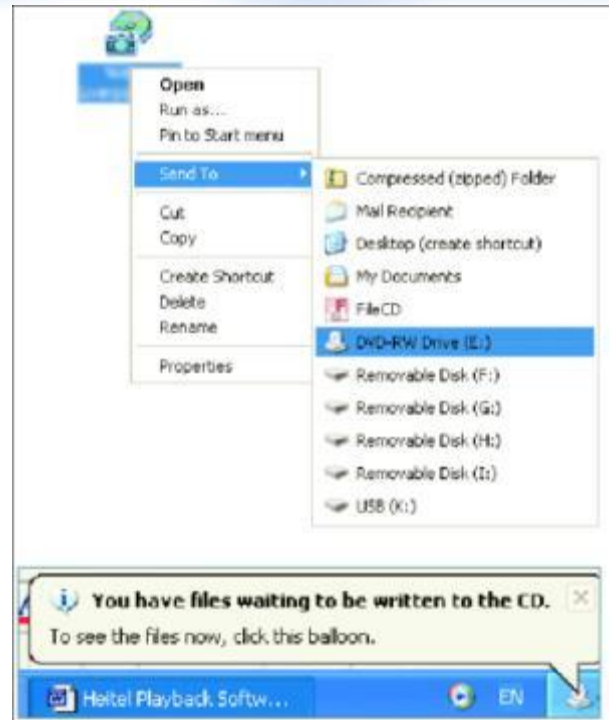 Open
Run as...
Pin to Start menu
Send To
Cut
Copy
Create Shortcut
Delete
Rename
Properties
Compressed (zipped) Folder
Mail Recipient
Desktop (create shortcut)
My Documents
FileCD
DVD-RW Drive (E:)
Removable Disk (F:)
Removable Disk (G:)
Removable Disk (H:)
Removable Disk (I:)
USB (K:)
You have files waiting to be written to the CD.
To see the files now, click this balloon.
Heitel Playback Softw...
EN